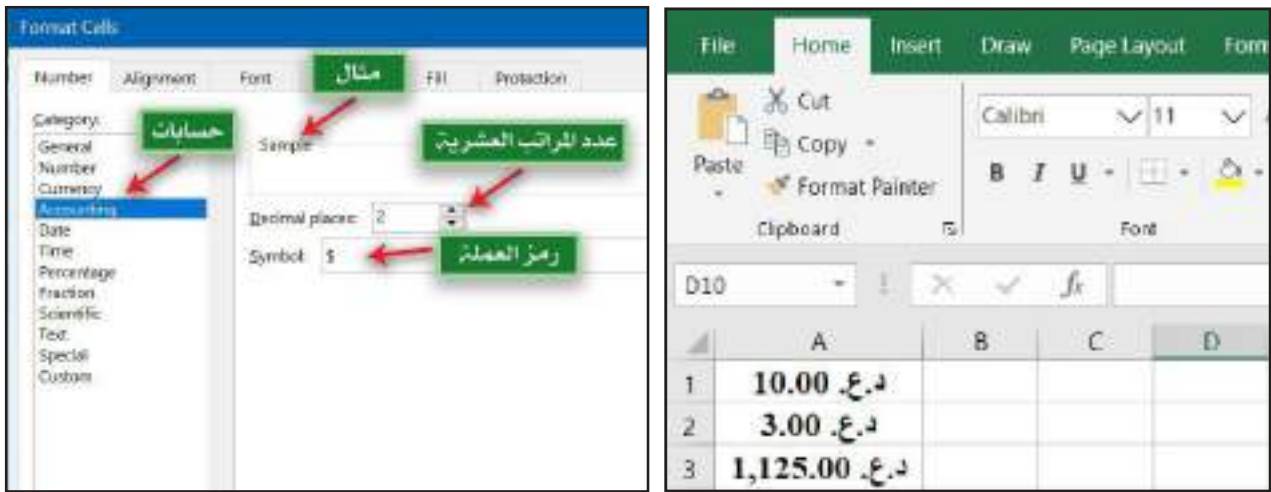 Format Cells
Number Alignment Font Fill Protection
مثال
Category:
حسابات
General
Number
Currency
Accounting
Date
Time
Percentage
Fraction
Scientific
Text
Special
Custom
Sample
عدد المراتب العشرية
Decimal places: 2
Symbol: $
رمز العملة
File Home Insert Draw Page Layout Form
Paste
Cut
Copy
Format Painter
Clipboard
Calibri 11
B I U
Font
D10 fx
A B C D
1 د.ع. 10.00
2 د.ع. 3.00
3 د.ع. 1,125.00